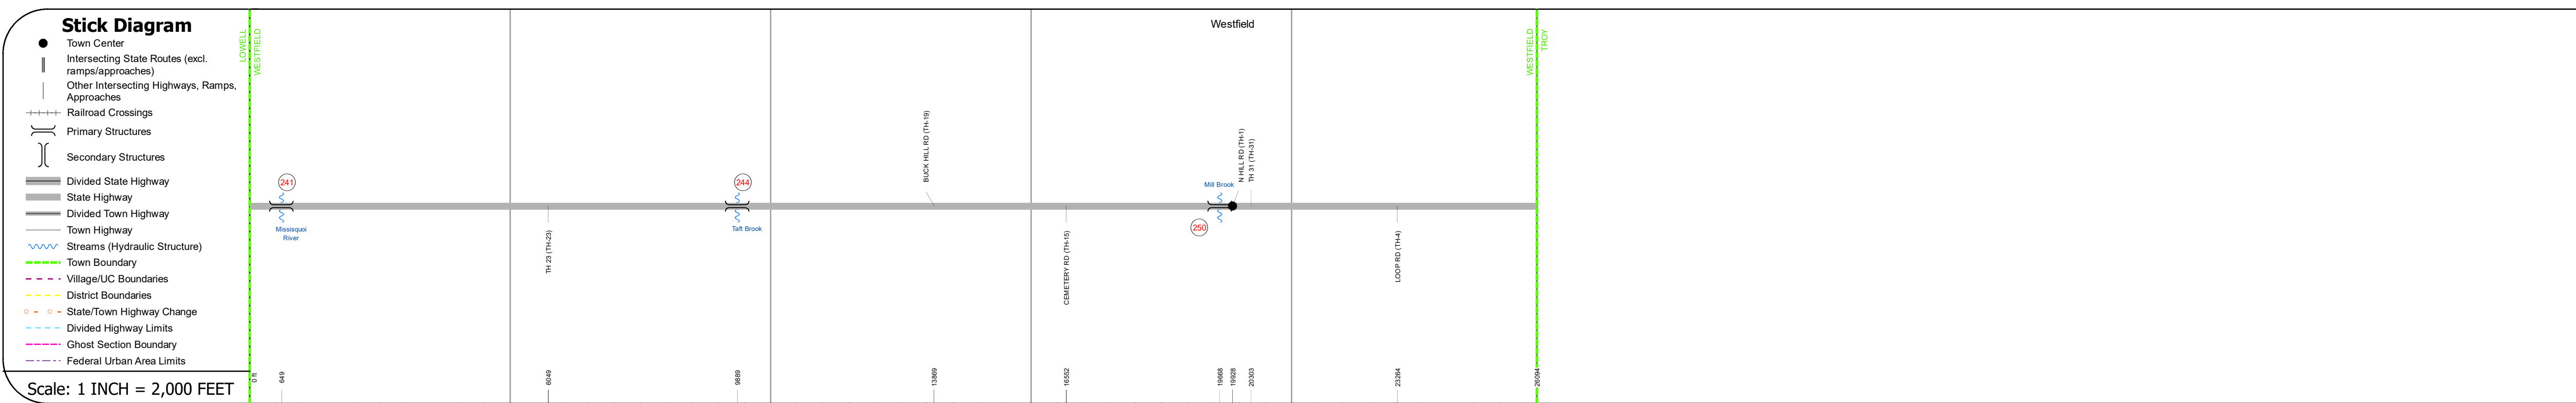 Stick Diagram
Town Center
Intersecting State Routes (excl.
ramps/approaches)
Other Intersecting Highways, Ramps,
Approaches
Railroad Crossings
Primary Structures
Secondary Structures
Divided State Highway
State Highway
Divided Town Highway
Town Highway
Streams (Hydraulic Structure)
Town Boundary
Village/UC Boundaries
District Boundaries
State/Town Highway Change
Divided Highway Limits
Ghost Section Boundary
Federal Urban Area Limits
Scale: 1 INCH = 2,000 FEET
LOWELL
WESTFIELD
Westfield
WESTFIELD
TROY
241
Missisquoi
River
TH 23 (TH-23)
244
Taft Brook
BUCK HILL RD (TH-19)
CEMETERY RD (TH-15)
Mill Brook
250
N HILL RD (TH-1)
TH 31 (TH-31)
LOOP RD (TH-4)
0 ft
649
6049
9889
13869
16552
19668
19928
20303
23264
26094